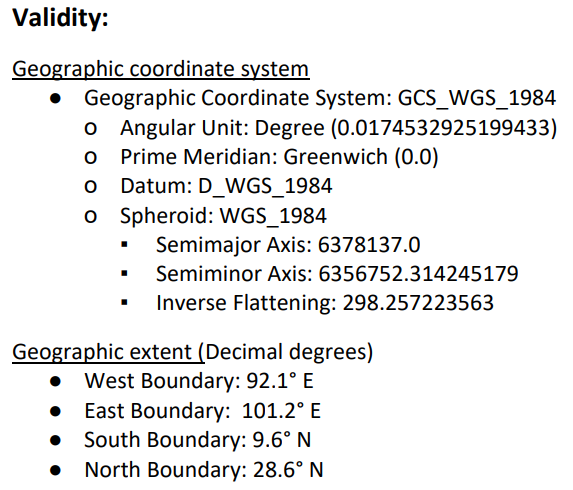 Validity:
Geographic coordinate system
● Geographic Coordinate System: GCS_WGS_1984
o Angular Unit: Degree (0.0174532925199433)
o Prime Meridian: Greenwich (0.0)
o Datum: D_WGS_1984
o Spheroid: WGS_1984
▪ Semimajor Axis: 6378137.0
▪ Semiminor Axis: 6356752.314245179
▪ Inverse Flattening: 298.257223563
Geographic extent (Decimal degrees)
● West Boundary: 92.1° E
● East Boundary:  101.2° E
● South Boundary: 9.6° N
● North Boundary: 28.6° N